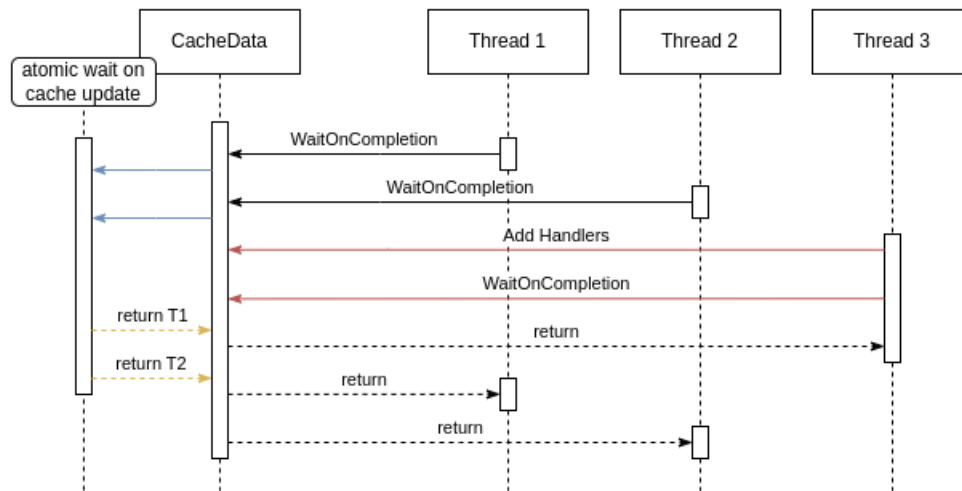 CacheData
Thread 1
Thread 2
Thread 3
atomic wait on
cache update
WaitOnCompletion
WaitOnCompletion
Add Handlers
WaitOnCompletion
return T1
return
return T2
return
return